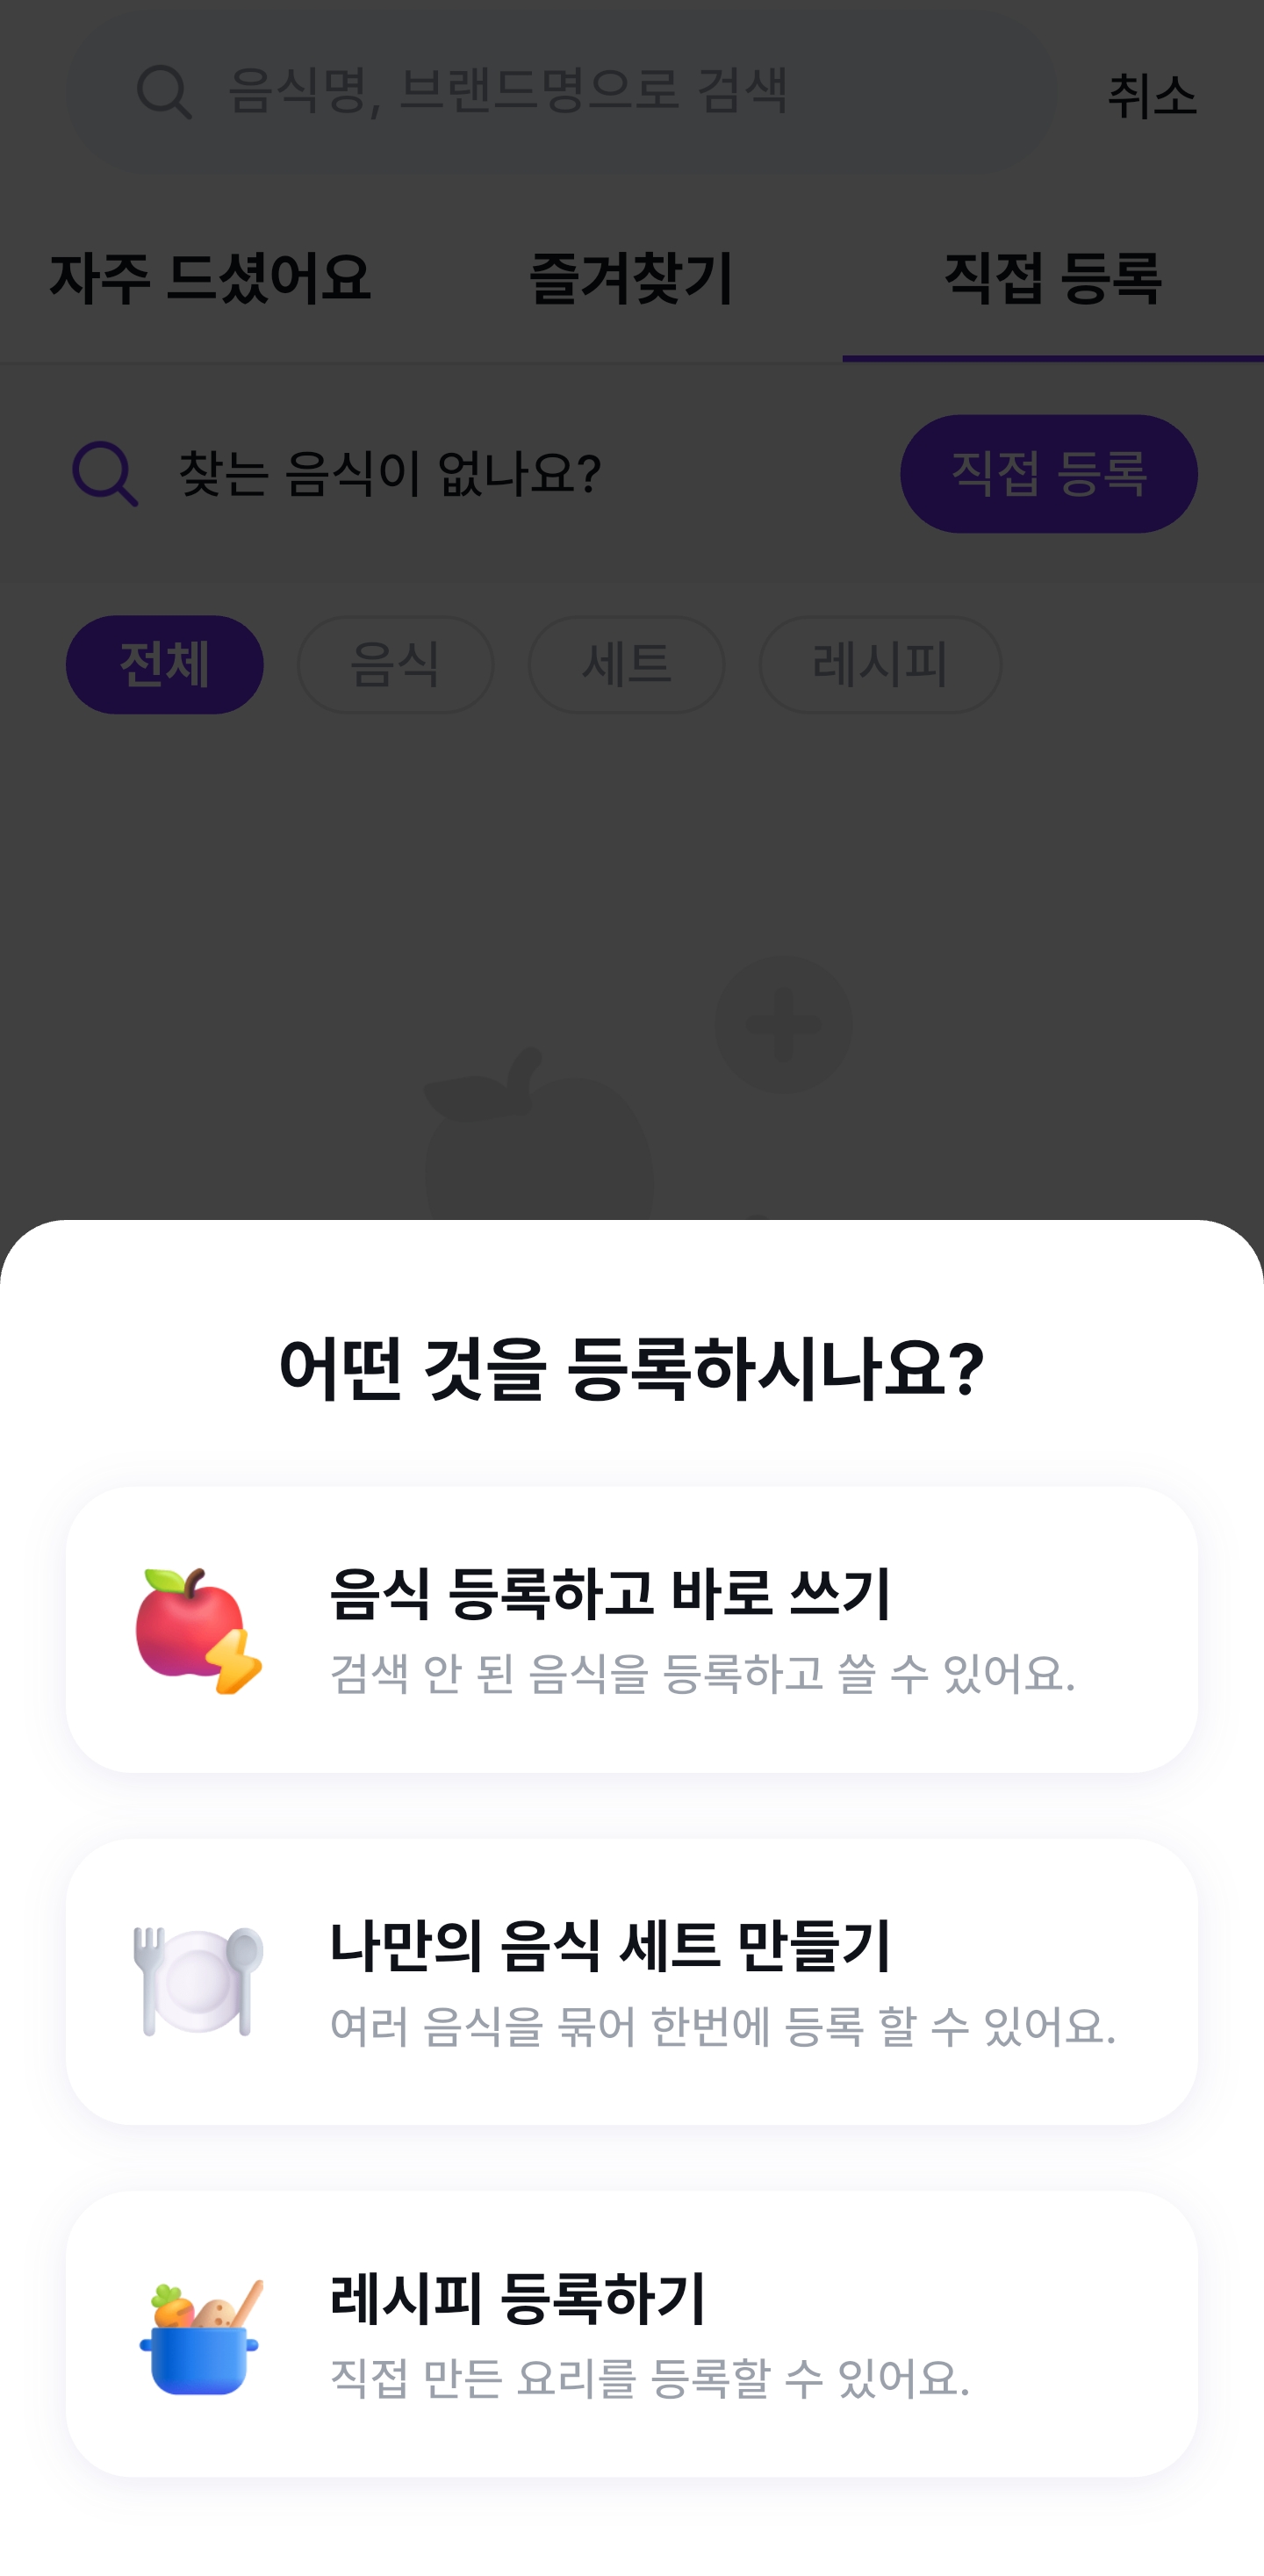 음식명, 브랜드명으로 검색
취소
자주 드셨어요
즐겨찾기
직접 등록
찾는 음식이 없나요?
직접 등록
전체
음식
세트
레시피
어떤 것을 등록하시나요?
음식 등록하고 바로 쓰기
검색 안 된 음식을 등록하고 쓸 수 있어요.
나만의 음식 세트 만들기
여러 음식을 묶어 한번에 등록 할 수 있어요.
레시피 등록하기
직접 만든 요리를 등록할 수 있어요.